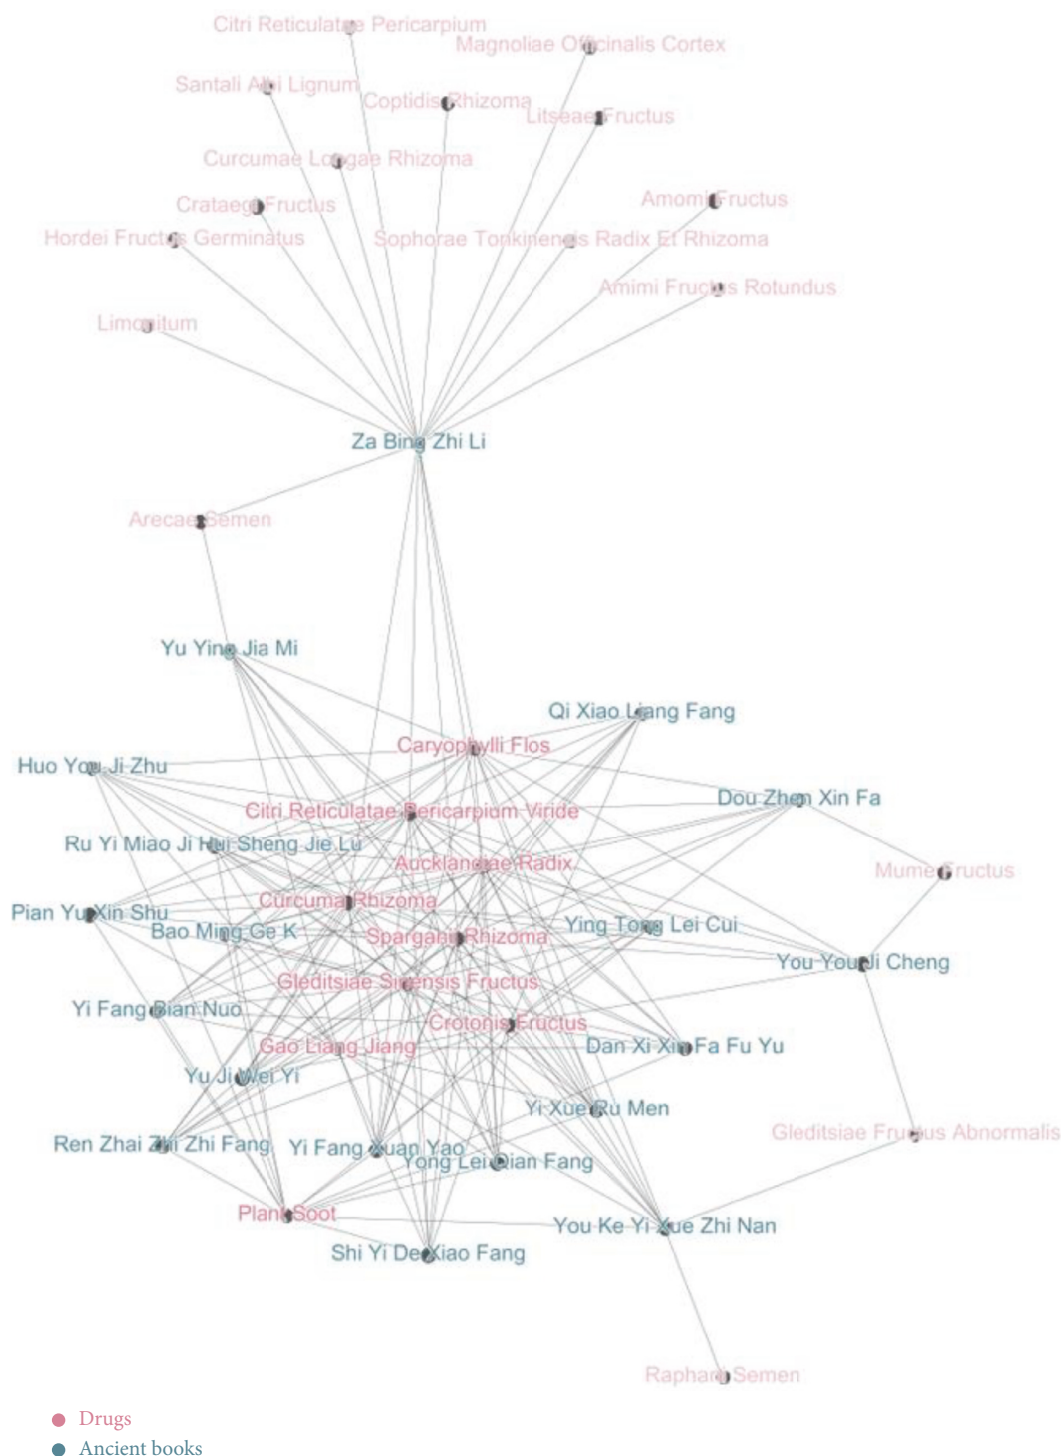 Citri Reticulatae Pericarpium
Magnoliae Officinalis Cortex
Santali Albi Lignum
Coptidis Rhizoma
Litseae Fructus
Curcumae Longae Rhizoma
Amomi Fructus
Crataegi Fructus
Hordei Fructus Germinatus
Sophorae Tonkinensis Radix Et Rhizoma
Amimi Fructus Rotundus
Limonitum
Za Bing Zhi Li
Arecae Semen
Yu Ying Jia Mi
Qi Xiao Liang Fang
Caryophylli Flos
Huo You Ji Zhu
Dou Zhen Xin Fa
Citri Reticulatae Pericarpium Viride
Ru Yi Miao Ji Hui Sheng Jie Lu
Aucklandiae Radix
Mume Fructus
Curcuma Rhizoma
Pian Yu Xin Shu
Bao Ming Ge K
Ying Tong Lei Cui
Spargani Rhizoma
You You Ji Cheng
Gleditsiae Sinensis Fructus
Yi Fang Bian Nuo
Crotonis Fructus
Gao Liang Jiang
Dan Xi Xin Fa Fu Yu
Yu Ji Wei Yi
Yi Xue Ru Men
Gleditsiae Fructus Abnormalis
Ren Zhai Zhi Zhi Fang
Yi Fang Xuan Yao
Yong Lei Qian Fang
Plant Soot
You Ke Yi Xue Zhi Nan
Shi Yi De Xiao Fang
Raphani Semen
Drugs
Ancient books